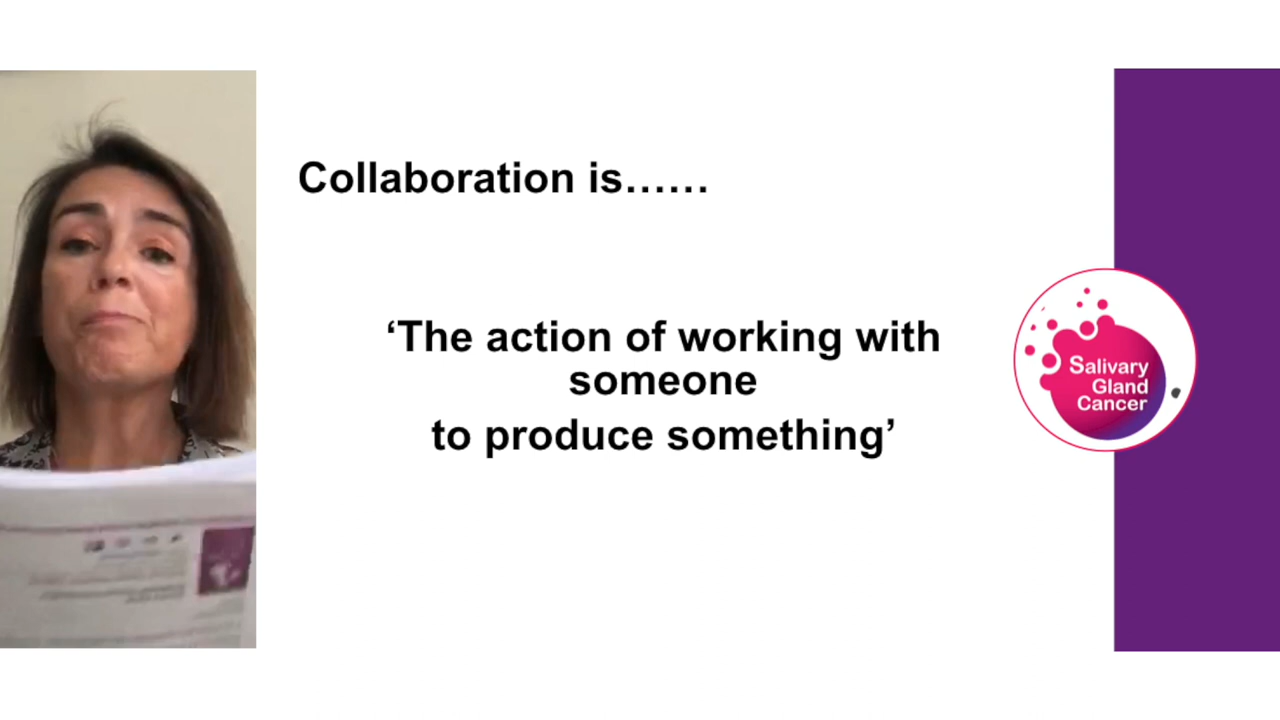 Collaboration is......
‘The action of working with
someone
to produce something’
Salivary
Gland
Cancer